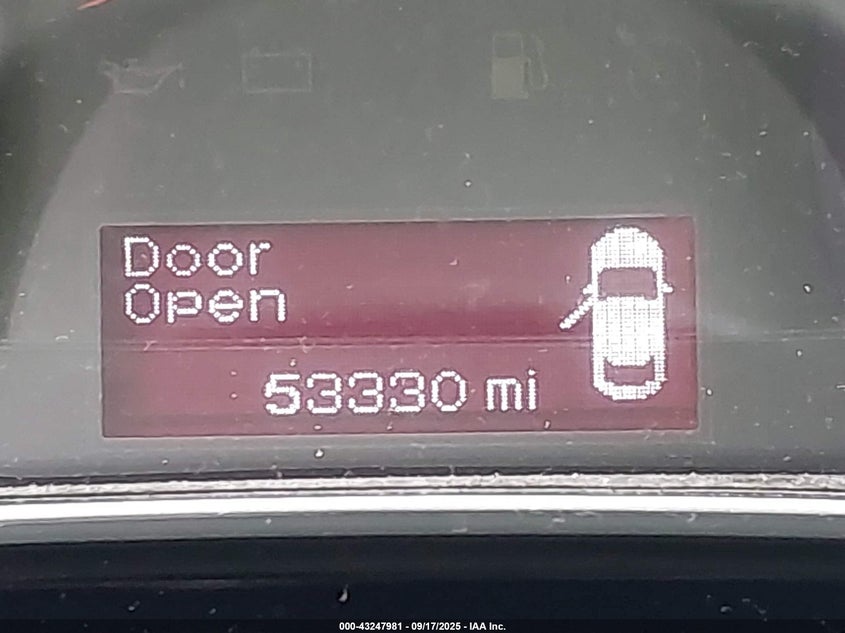 Door
Open
53330 mi
000-43247981 - 09/17/2025 - IAA Inc.